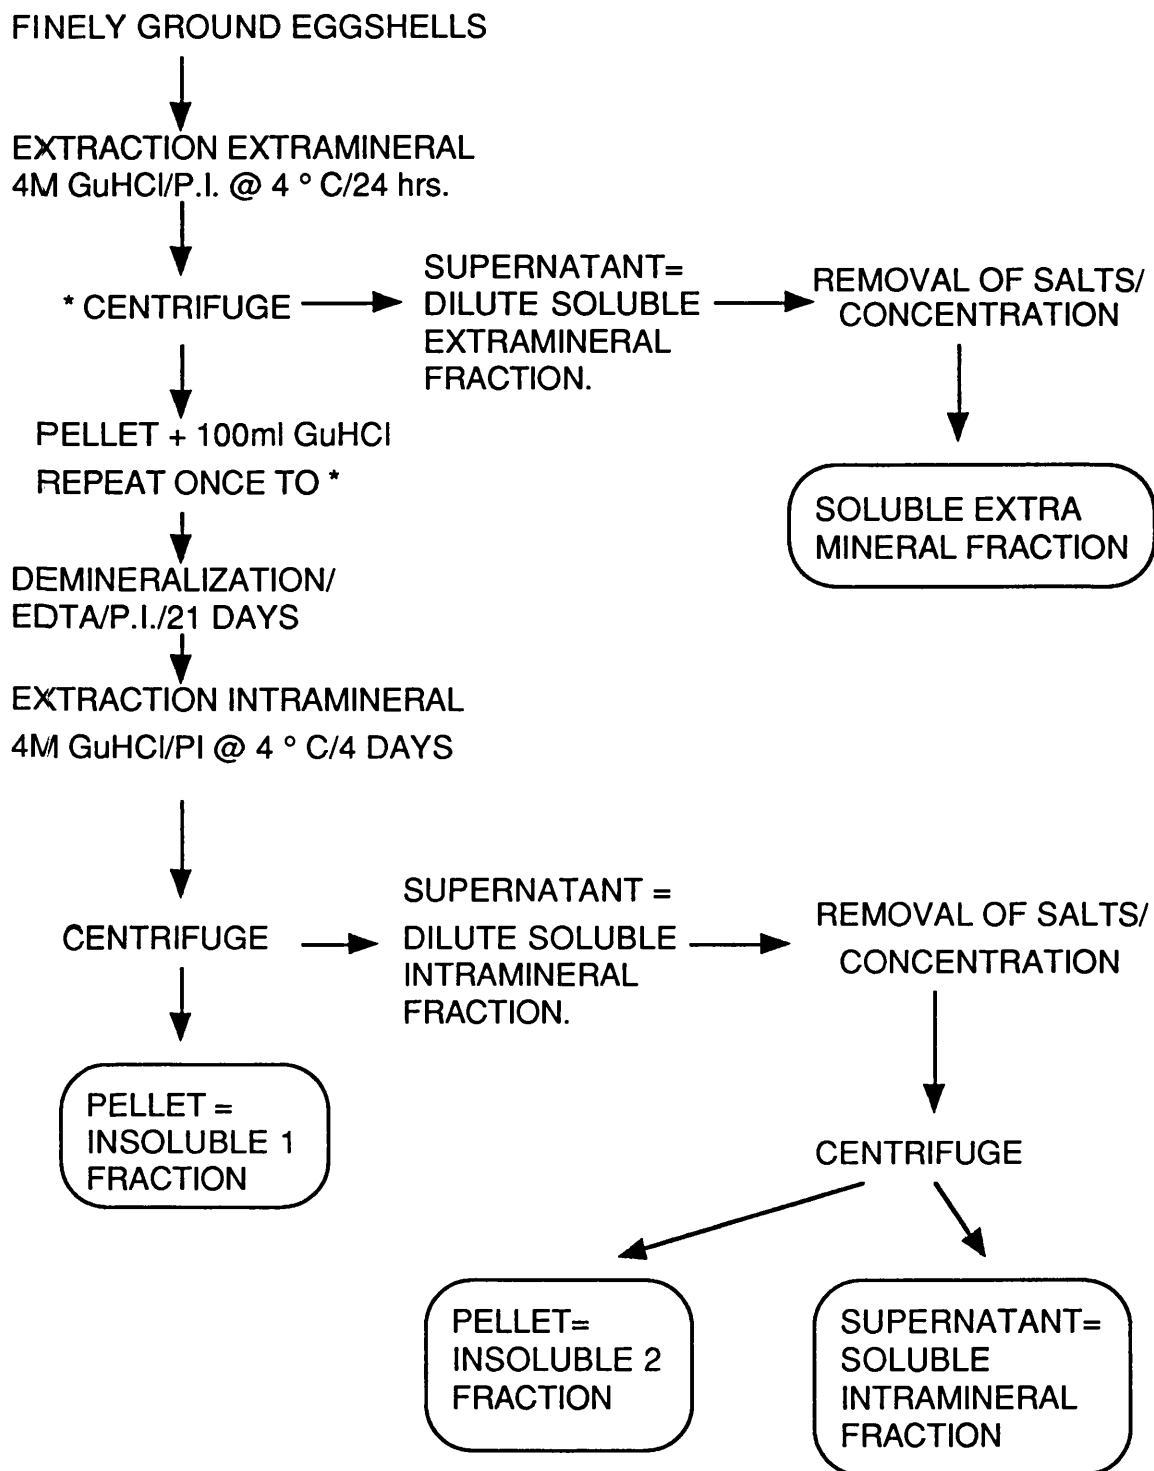 FINELY GROUND EGGSHELLS
EXTRACTION EXTRAMINERAL
4M GuHCl/P.I. @ 4 ° C/24 hrs.
* CENTRIFUGE
SUPERNATANT=
DILUTE SOLUBLE
EXTRAMINERAL
FRACTION.
REMOVAL OF SALTS/
CONCENTRATION
PELLET + 100ml GuHCl
REPEAT ONCE TO *
SOLUBLE EXTRA
MINERAL FRACTION
DEMINERALIZATION/
EDTA/P.I./21 DAYS
EXTRACTION INTRAMINERAL
4M GuHCl/PI @ 4 ° C/4 DAYS
CENTRIFUGE
SUPERNATANT =
DILUTE SOLUBLE
INTRAMINERAL
FRACTION.
REMOVAL OF SALTS/
CONCENTRATION
PELLET =
INSOLUBLE 1
FRACTION
CENTRIFUGE
PELLET=
INSOLUBLE 2
FRACTION
SUPERNATANT=
SOLUBLE
INTRAMINERAL
FRACTION